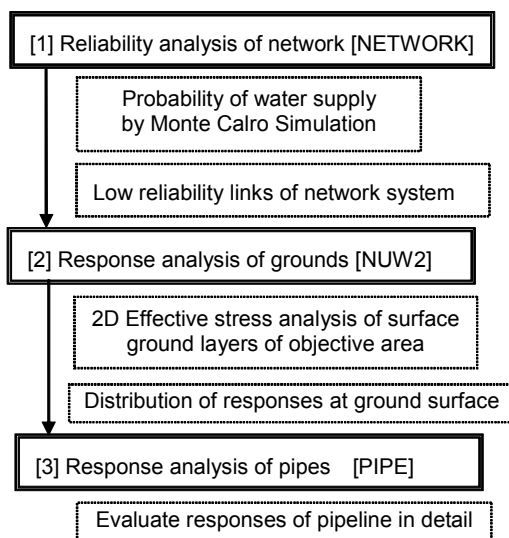 [1] Reliability analysis of network [NETWORK]
Probability of water supply
by Monte Calro Simulation
Low reliability links of network system
[2] Response analysis of grounds [NUW2]
2D Effective stress analysis of surface
ground layers of objective area
Distribution of responses at ground surface
[3] Response analysis of pipes [PIPE]
Evaluate responses of pipeline in detail